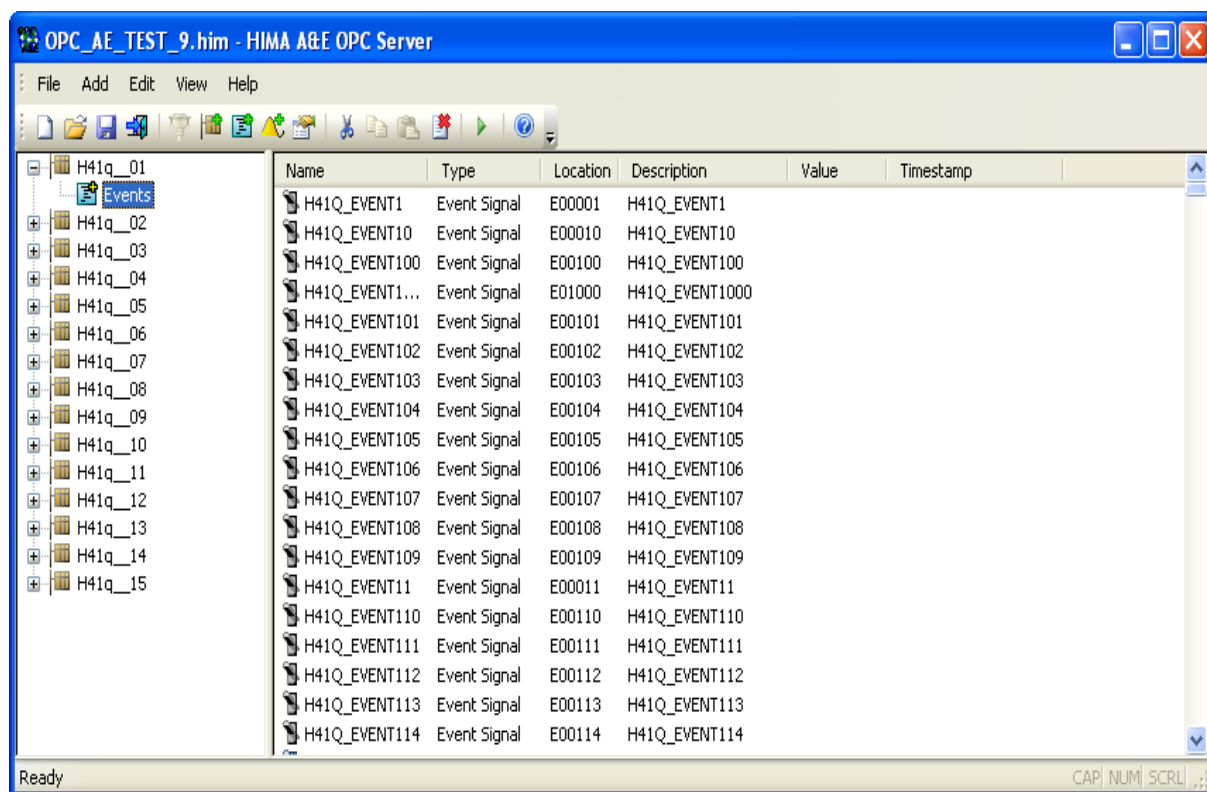 OPC_AE_TEST_9.him - HIMA A&E OPC Server
File Add Edit View Help
H41q__01
Events
H41q__02
H41q__03
H41q__04
H41q__05
H41q__06
H41q__07
H41q__08
H41q__09
H41q__10
H41q__11
H41q__12
H41q__13
H41q__14
H41q__15
Name Type Location Description Value Timestamp
H41Q_EVENT1 Event Signal E00001 H41Q_EVENT1
H41Q_EVENT10 Event Signal E00010 H41Q_EVENT10
H41Q_EVENT100 Event Signal E00100 H41Q_EVENT100
H41Q_EVENT1... Event Signal E01000 H41Q_EVENT1000
H41Q_EVENT101 Event Signal E00101 H41Q_EVENT101
H41Q_EVENT102 Event Signal E00102 H41Q_EVENT102
H41Q_EVENT103 Event Signal E00103 H41Q_EVENT103
H41Q_EVENT104 Event Signal E00104 H41Q_EVENT104
H41Q_EVENT105 Event Signal E00105 H41Q_EVENT105
H41Q_EVENT106 Event Signal E00106 H41Q_EVENT106
H41Q_EVENT107 Event Signal E00107 H41Q_EVENT107
H41Q_EVENT108 Event Signal E00108 H41Q_EVENT108
H41Q_EVENT109 Event Signal E00109 H41Q_EVENT109
H41Q_EVENT11 Event Signal E00011 H41Q_EVENT11
H41Q_EVENT110 Event Signal E00110 H41Q_EVENT110
H41Q_EVENT111 Event Signal E00111 H41Q_EVENT111
H41Q_EVENT112 Event Signal E00112 H41Q_EVENT112
H41Q_EVENT113 Event Signal E00113 H41Q_EVENT113
H41Q_EVENT114 Event Signal E00114 H41Q_EVENT114
Ready CAP NUM SCRL